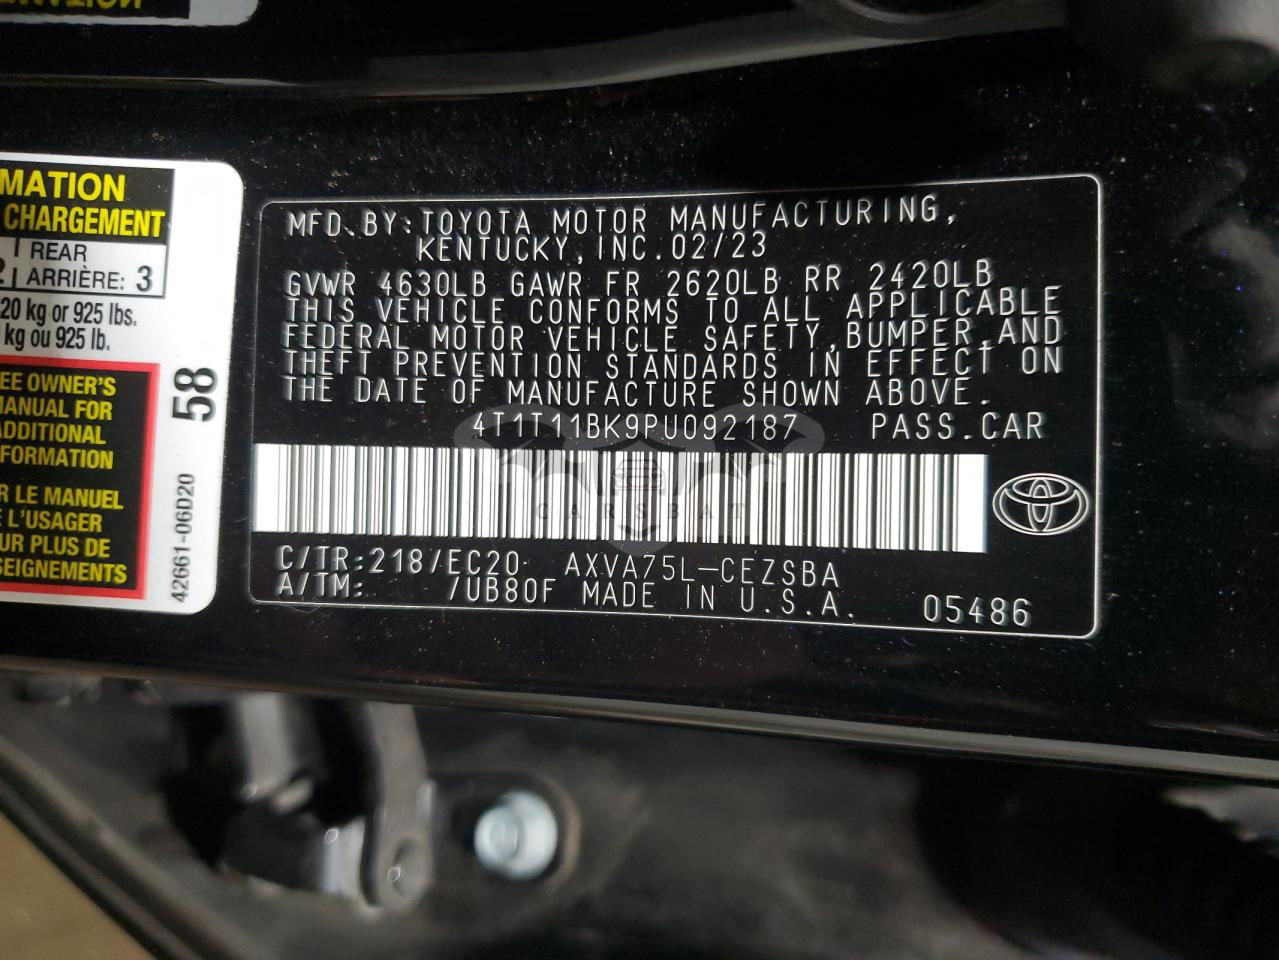 MATION
CHARGEMENT
REAR
ARRIÈRE: 3
20 kg or 925 lbs.
kg ou 925 lb.
EE OWNER'S
MANUAL FOR
ADDITIONAL
FORMATION
R LE MANUEL
L'USAGER
UR PLUS DE
SEIGNEMENTS
58
42661-06D20
MFD. BY: TOYOTA MOTOR MANUFACTURING,
KENTUCKY, INC. 02/23
GVWR 4630LB GAWR FR 2620LB RR 2420LB
THIS VEHICLE CONFORMS TO ALL APPLICABLE
FEDERAL MOTOR VEHICLE SAFETY, BUMPER, AND
THEFT PREVENTION STANDARDS IN EFFECT ON
THE DATE OF MANUFACTURE SHOWN ABOVE.
4T1T11BK9PU092187 PASS.CAR
CARSBAT
C/TR:218/EC20 AXVA75L-CEZSBA
A/TM: /UB80F MADE IN U.S.A. 05486